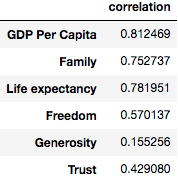 correlation
GDP Per Capita 0.812469
Family 0.752737
Life expectancy 0.781951
Freedom 0.570137
Generosity 0.155256
Trust 0.429080